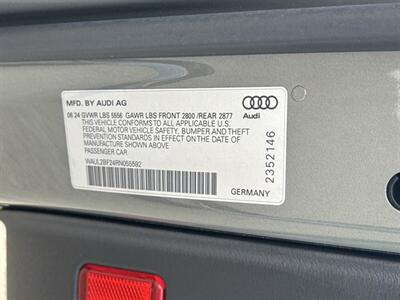 MFD. BY AUDI AG
08 24 GVWR LBS 5556 GAWR LBS FRONT 2800 /REAR 2877
THIS VEHICLE CONFORMS TO ALL APPLICABLE U.S.
FEDERAL MOTOR VEHICLE SAFETY, BUMPER AND THEFT
PREVENTION STANDARDS IN EFFECT ON THE DATE OF
MANUFACTURE SHOWN ABOVE
PASSENGER CAR.
WAUL2BF24RN055592
GERMANY
Audi
2352146